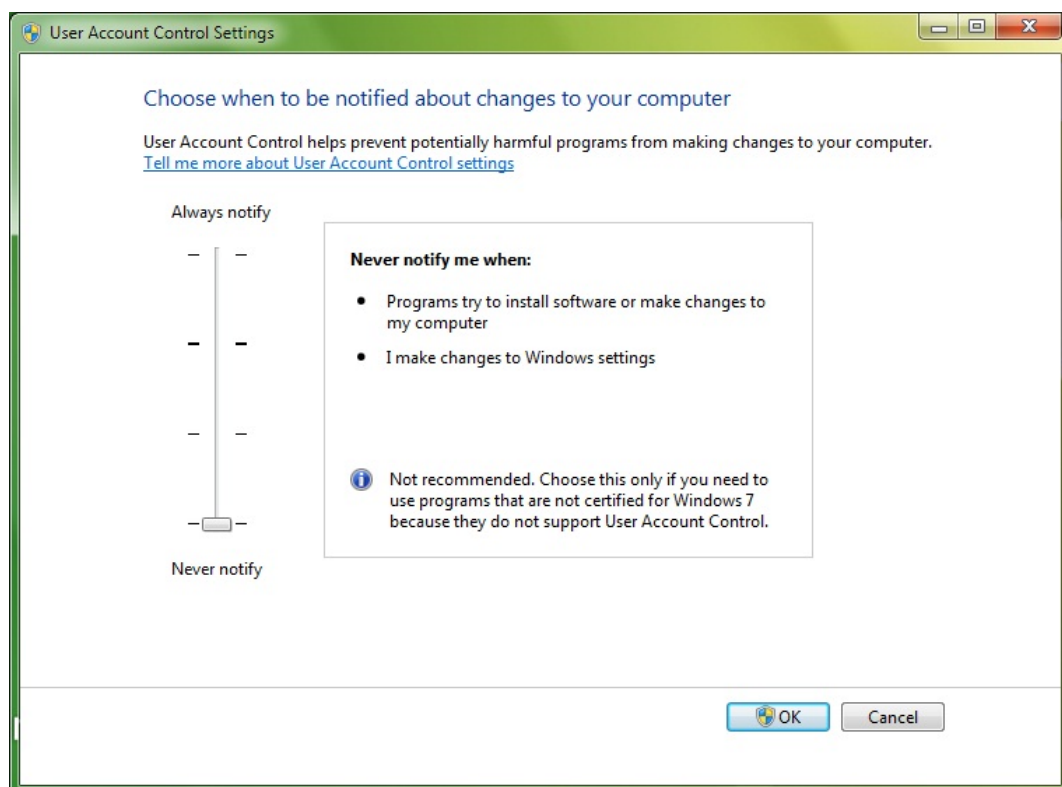 User Account Control Settings
Choose when to be notified about changes to your computer
User Account Control helps prevent potentially harmful programs from making changes to your computer.
Tell me more about User Account Control settings
Always notify
Never notify me when:
• Programs try to install software or make changes to
my computer
• I make changes to Windows settings
Not recommended. Choose this only if you need to
use programs that are not certified for Windows 7
because they do not support User Account Control.
Never notify
OK
Cancel